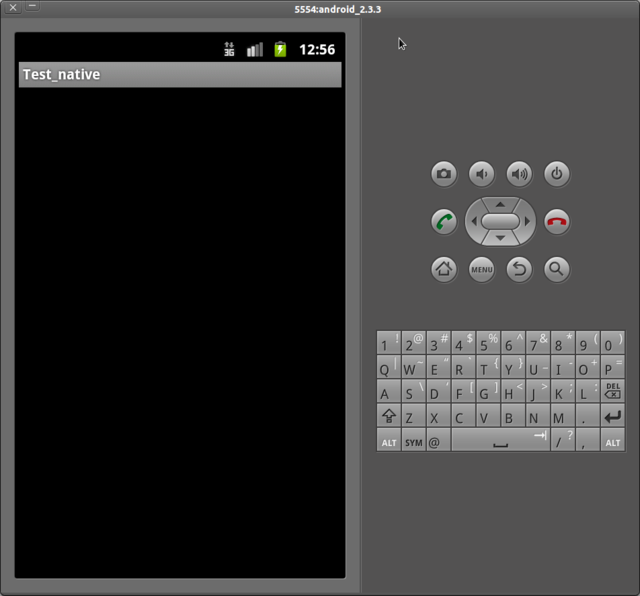 5554:android_2.3.3
3G 12:56
Test_native
MENU
1 ! 2 @ 3 # 4 $ 5 % 6 ^ 7 & 8 * 9 ( 0 )
Q | W ~ E " R ` T { Y } U _ I - O + P =
A S \ D ' F [ G ] H < J > K ; L : DEL
Z X C V B N M .
ALT SYM @ / ? , ALT